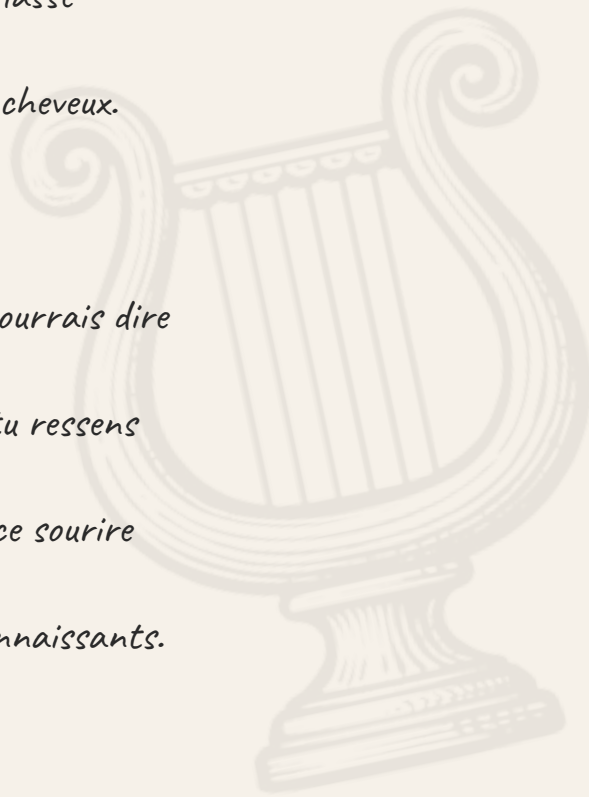 cheveux.
ourrais dire
tu ressens
ce sourire
nnaissants.